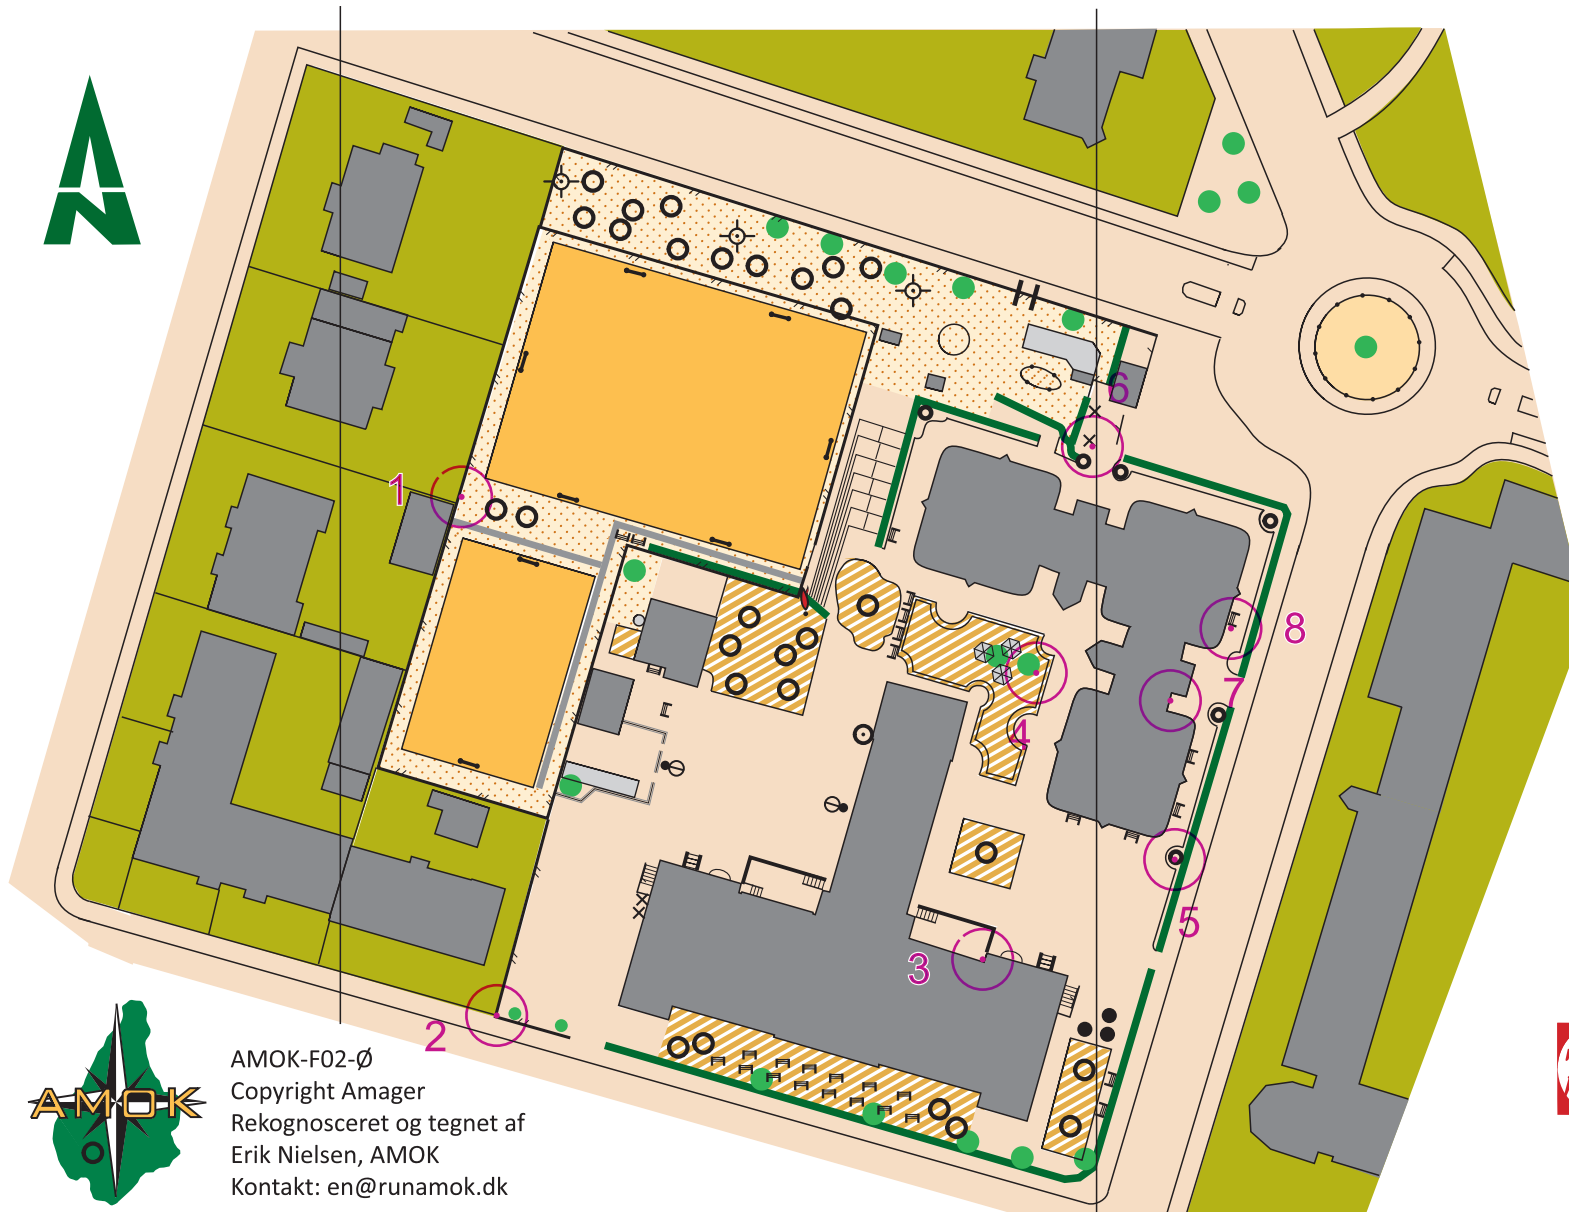 6
1
8
7
4
5
3
2
AMOK
AMOK-F02-Ø
Copyright Amager
Rekognosceret og tegnet af
Erik Nielsen, AMOK
Kontakt: en@runamok.dk